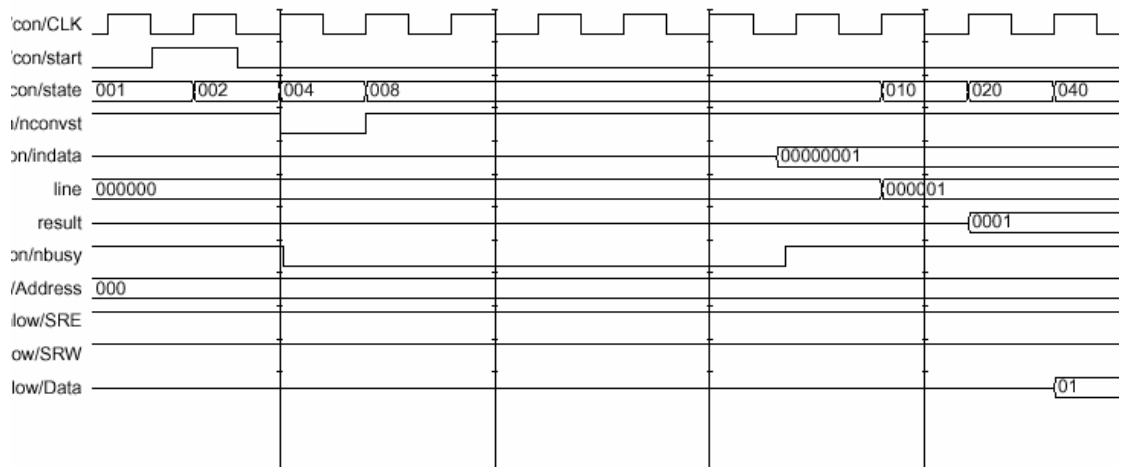 /con/CLK
/con/start
con/state 001 002 004 008 010 020 040
/nconvst
on/indata 00000001
line 000000 000001
result 0001
on/nbusy
/Address 000
low/SRE
ow/SRW
low/Data 01